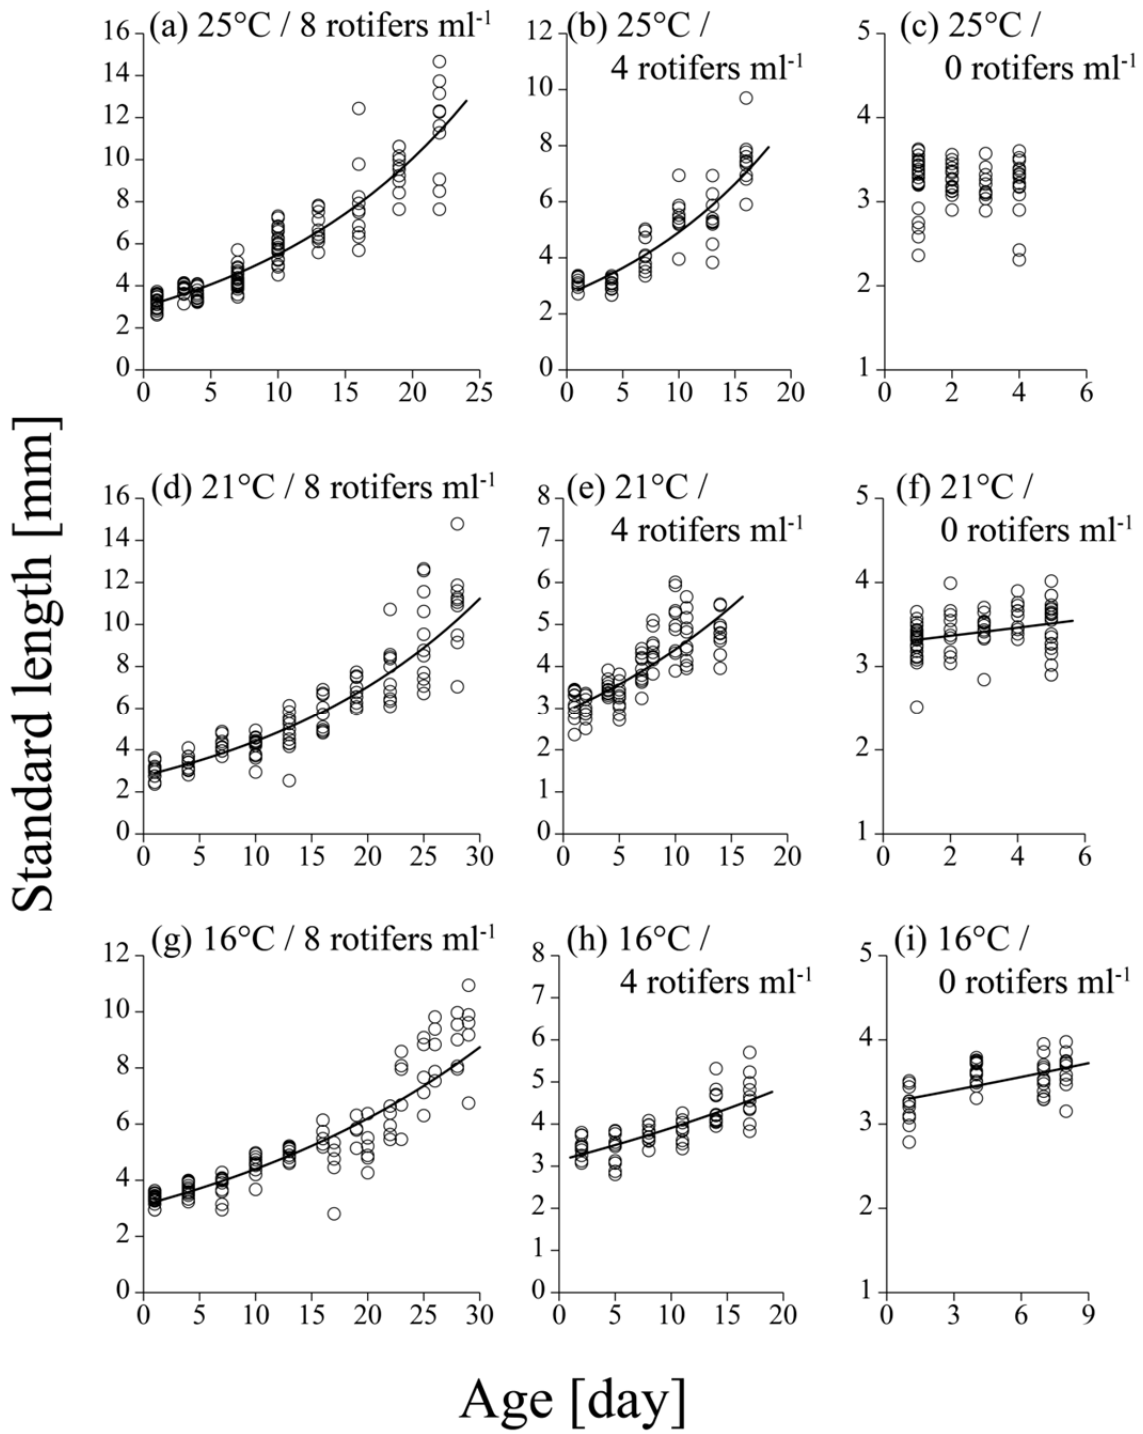 (a) 25°C / 8 rotifers ml-1
16
14
12
10
8
6
4
2
0
0 5 10 15 20 25
(b) 25°C /
4 rotifers ml-1
12
10
8
6
4
2
0
0 5 10 15 20
(c) 25°C /
0 rotifers ml-1
5
4
3
2
1
0 2 4 6
Standard length [mm]
(d) 21°C / 8 rotifers ml-1
16
14
12
10
8
6
4
2
0
0 5 10 15 20 25 30
(e) 21°C /
4 rotifers ml-1
8
7
6
5
4
3
2
1
0
0 5 10 15 20
(f) 21°C /
0 rotifers ml-1
5
4
3
2
1
0 2 4 6
(g) 16°C / 8 rotifers ml-1
12
10
8
6
4
2
0
0 5 10 15 20 25 30
(h) 16°C /
4 rotifers ml-1
8
7
6
5
4
3
2
1
0
0 5 10 15 20
(i) 16°C /
0 rotifers ml-1
5
4
3
2
1
0 3 6 9
Age [day]